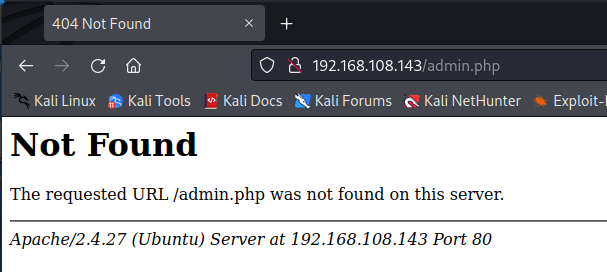 404 Not Found
192.168.108.143/admin.php
Kali Linux Kali Tools Kali Docs Kali Forums Kali NetHunter Exploit-
Not Found
The requested URL /admin.php was not found on this server.
Apache/2.4.27 (Ubuntu) Server at 192.168.108.143 Port 80